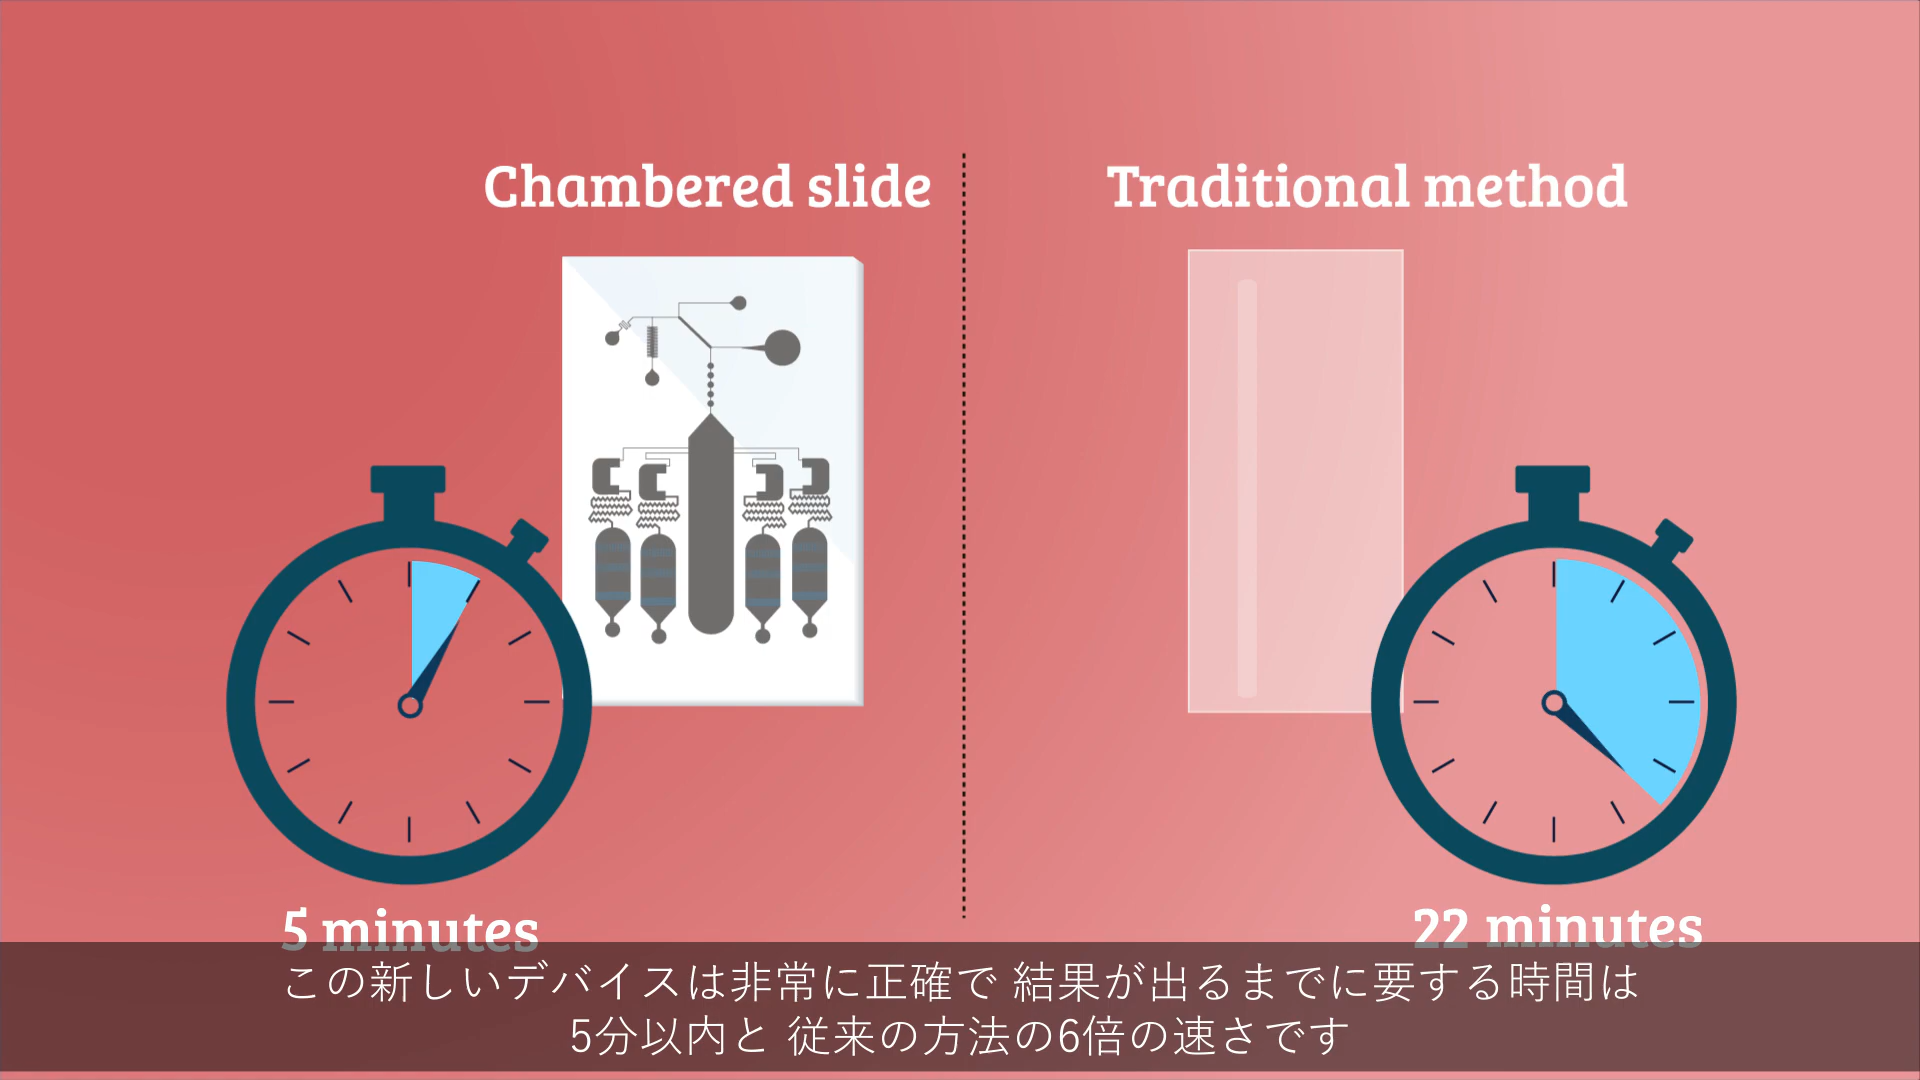 Chambered slide
Traditional method
5 minutes
22 minutes
この新しいデバイスは非常に正確で 結果が出るまでに要する時間は
5分以内と 従来の方法の6倍の速さです